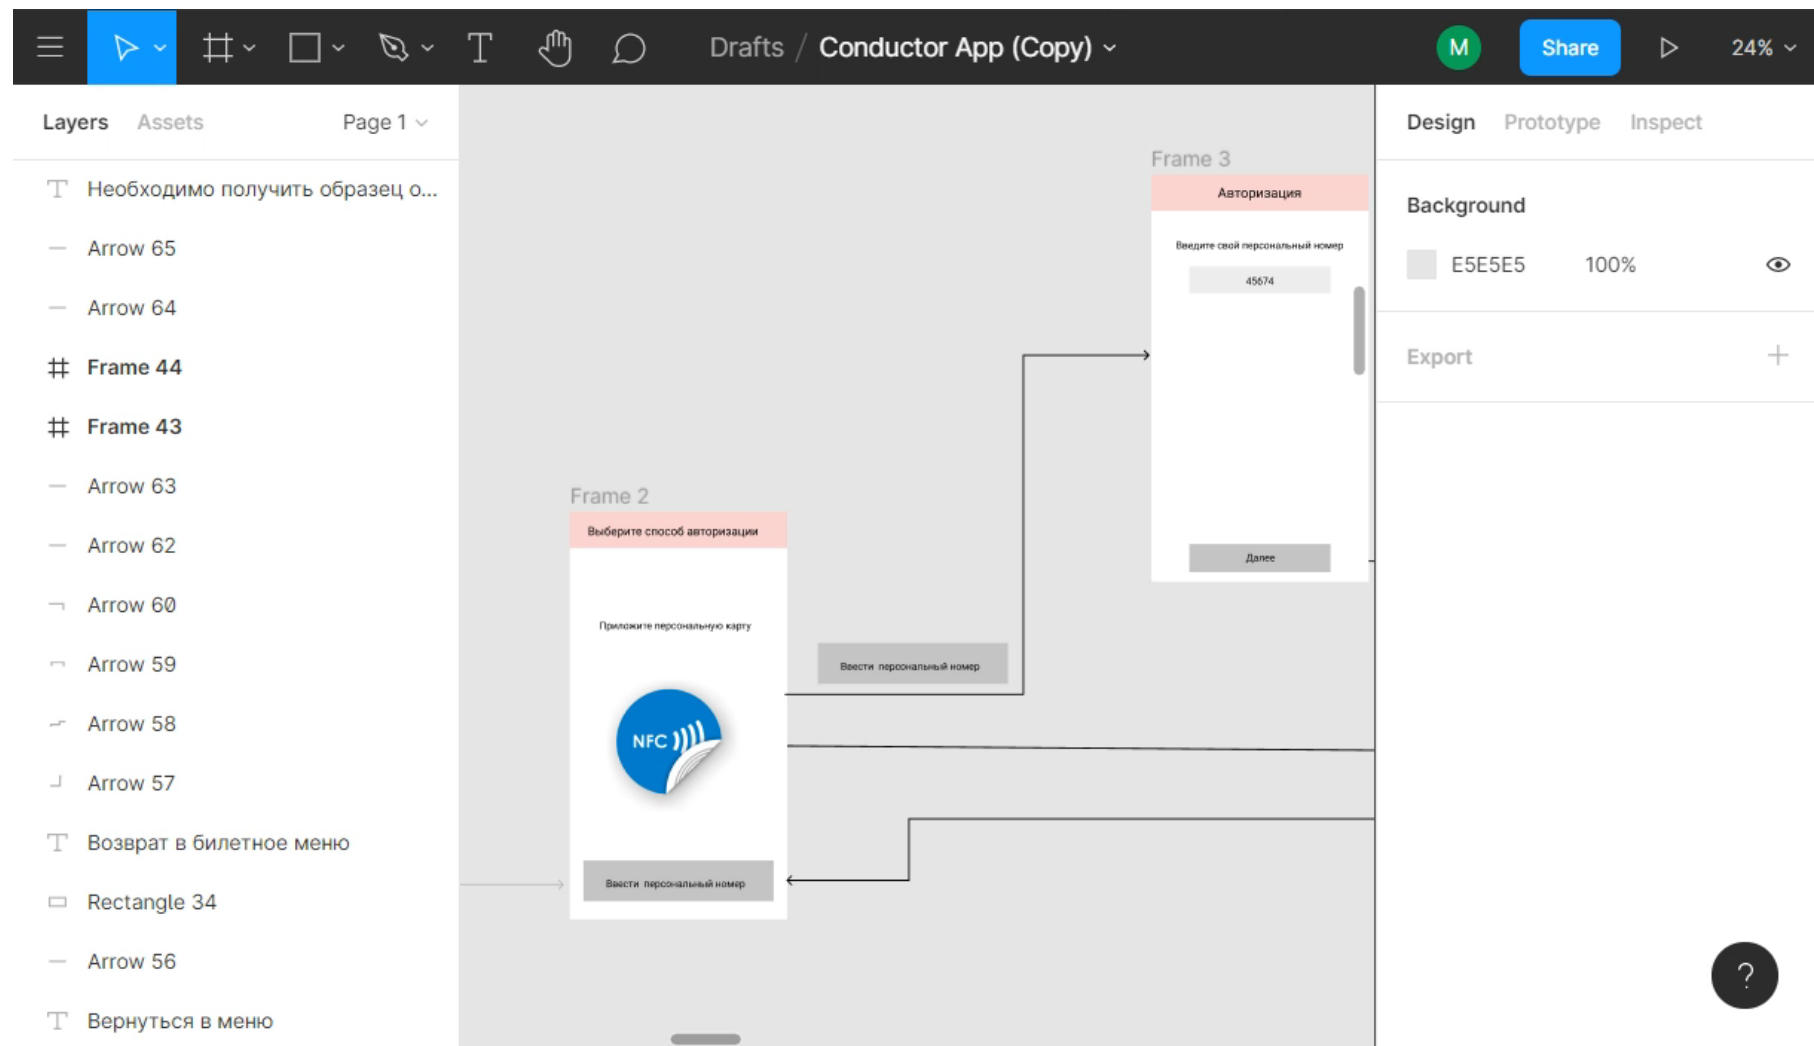 Drafts / Conductor App (Copy)
M
Share
24%
Layers
Assets
Page 1
Необходимо получить образец о...
Arrow 65
Arrow 64
Frame 44
Frame 43
Arrow 63
Arrow 62
Arrow 60
Arrow 59
Arrow 58
Arrow 57
Возврат в билетное меню
Rectangle 34
Arrow 56
Вернуться в меню
Frame 3
Авторизация
Введите свой персональный номер
45674
Далее
Frame 2
Выберите способ авторизации
Приложите персональную карту
NFC
Ввести персональный номер
Ввести персональный номер
Design
Prototype
Inspect
Background
E5E5E5
100%
Export
?